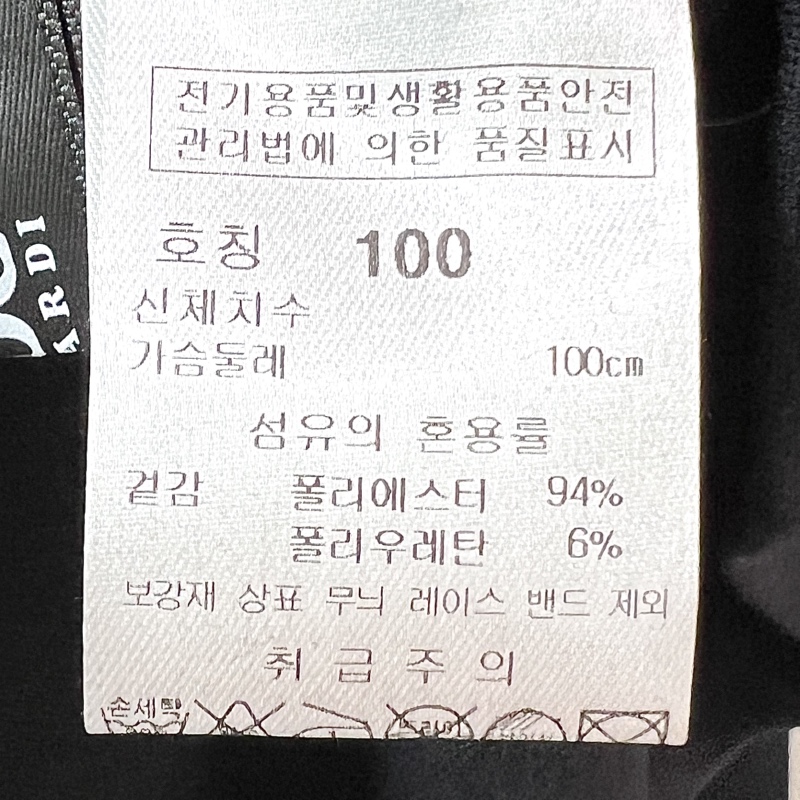 전기용품및생활용품안전
관리법에 의한 품질표시
호칭 100
신체치수
가슴둘레 100cm
섬유의 혼용률
겉감 폴리에스터 94%
폴리우레탄 6%
보강재 상표 무늬 레이스 밴드 제외
취급주의
손세탁
ARDI